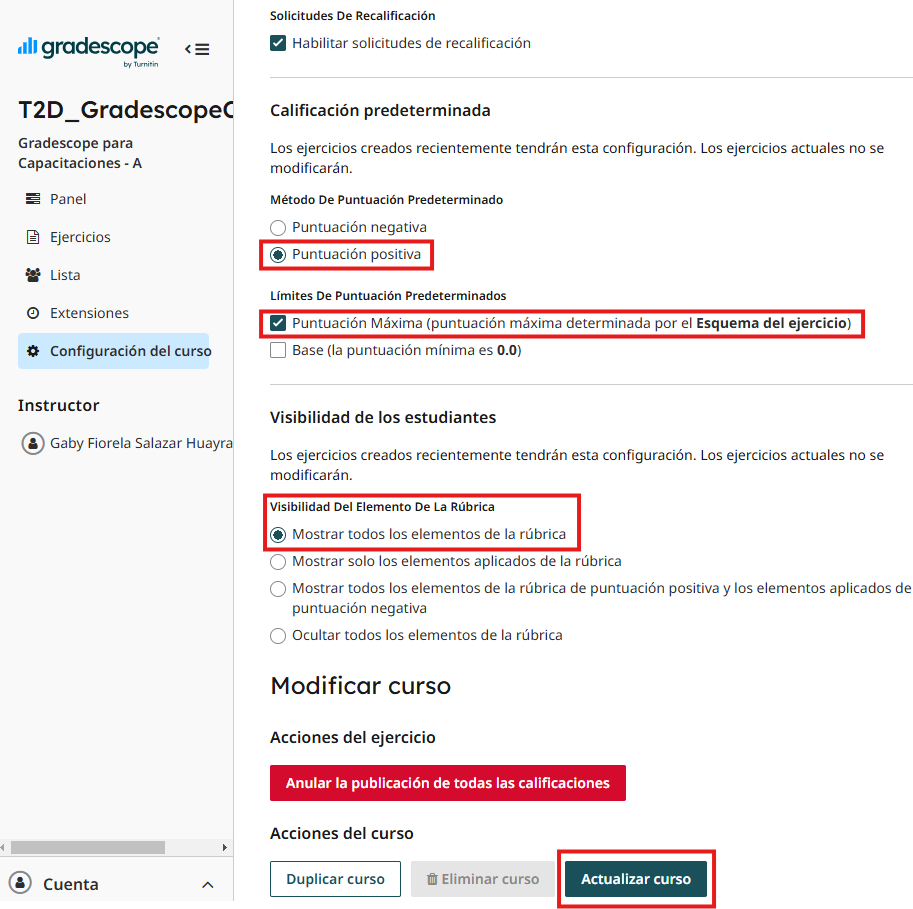 gradescope
by Turnitin
T2D_GradescopeC
Gradescope para
Capacitaciones - A
Panel
Ejercicios
Lista
Extensiones
Configuración del curso
Instructor
Gaby Fiorela Salazar Huayra
Cuenta
Solicitudes De Recalificación
Habilitar solicitudes de recalificación
Calificación predeterminada
Los ejercicios creados recientemente tendrán esta configuración. Los ejercicios actuales no se
modificarán.
Método De Puntuación Predeterminado
Puntuación negativa
Puntuación positiva
Límites De Puntuación Predeterminados
Puntuación Máxima (puntuación máxima determinada por el Esquema del ejercicio)
Base (la puntuación mínima es 0.0)
Visibilidad de los estudiantes
Los ejercicios creados recientemente tendrán esta configuración. Los ejercicios actuales no se
modificarán.
Visibilidad Del Elemento De La Rúbrica
Mostrar todos los elementos de la rúbrica
Mostrar solo los elementos aplicados de la rúbrica
Mostrar todos los elementos de la rúbrica de puntuación positiva y los elementos aplicados de
puntuación negativa
Ocultar todos los elementos de la rúbrica
Modificar curso
Acciones del ejercicio
Anular la publicación de todas las calificaciones
Acciones del curso
Duplicar curso
Eliminar curso
Actualizar curso